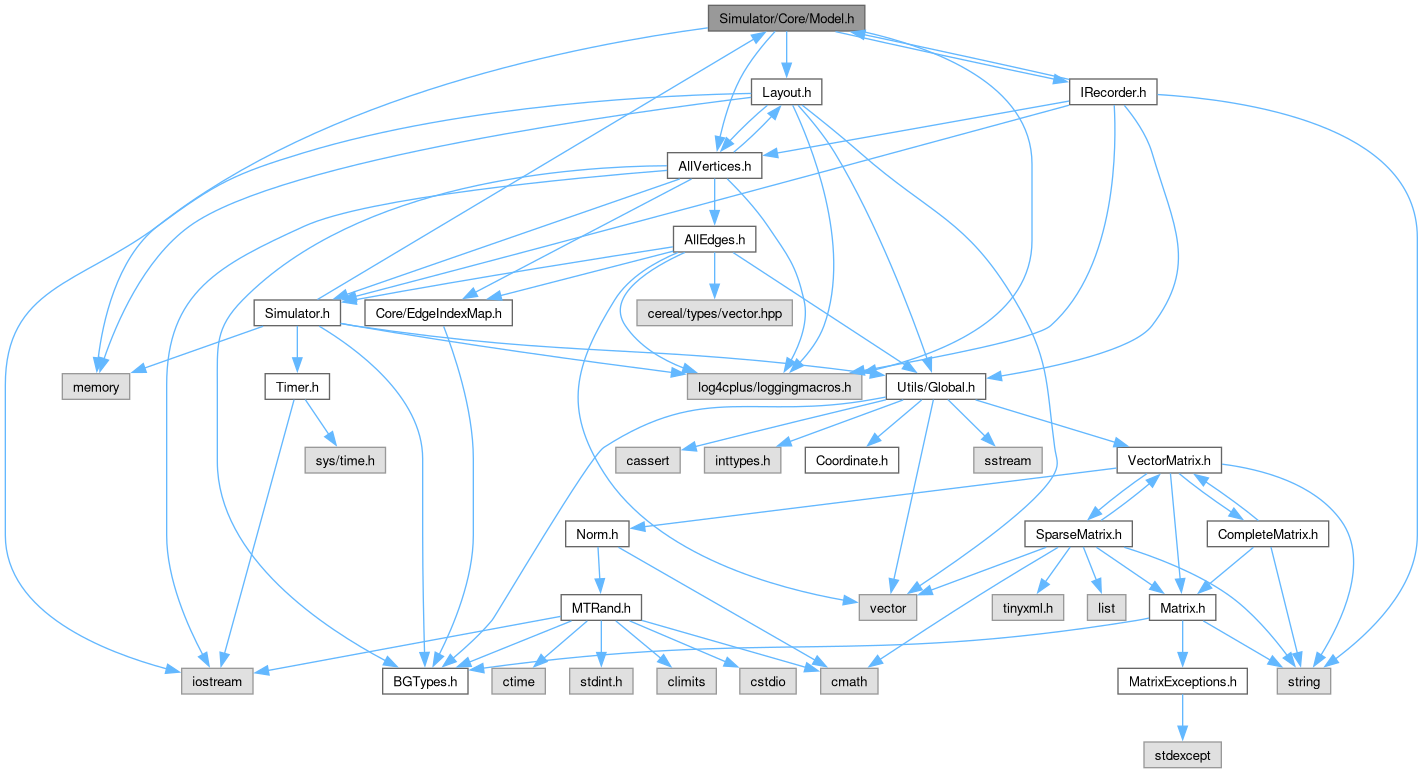 Simulator/Core/Model.h
Layout.h
IRecorder.h
AllVertices.h
AllEdges.h
Simulator.h
Core/EdgeIndexMap.h
cereal/types/vector.hpp
memory
Timer.h
log4cplus/loggingmacros.h
Utils/Global.h
sys/time.h
cassert
inttypes.h
Coordinate.h
sstream
VectorMatrix.h
Norm.h
SparseMatrix.h
CompleteMatrix.h
MTRand.h
vector
tinyxml.h
list
Matrix.h
iostream
BGTypes.h
ctime
stdint.h
climits
cstdio
cmath
MatrixExceptions.h
string
stdexcept